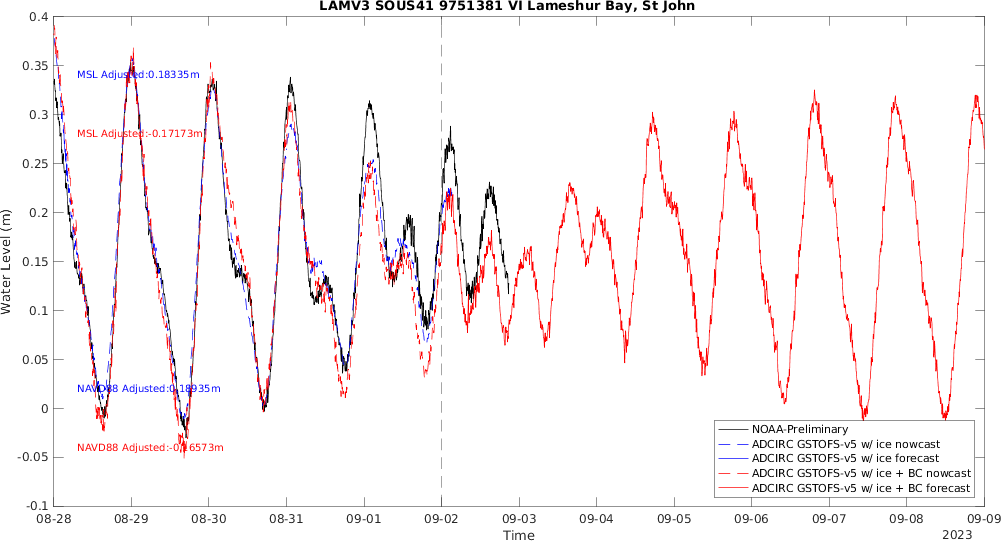 LAMV3 SOUS41 9751381 VI Lameshur Bay, St John
0.4
0.35
0.3
0.25
0.2
0.15
0.1
0.05
0
-0.05
-0.1
Water Level (m)
MSL Adjusted:0.18335m
MSL Adjusted:-0.17173m
NAVD88 Adjusted:0.18935m
NAVD88 Adjusted:-0.16573m
NOAA-Preliminary
ADCIRC GSTOFS-v5 w/ ice nowcast
ADCIRC GSTOFS-v5 w/ ice forecast
ADCIRC GSTOFS-v5 w/ ice + BC nowcast
ADCIRC GSTOFS-v5 w/ ice + BC forecast
08-28 08-29 08-30 08-31 09-01 09-02 09-03 09-04 09-05 09-06 09-07 09-08 09-09
Time
2023